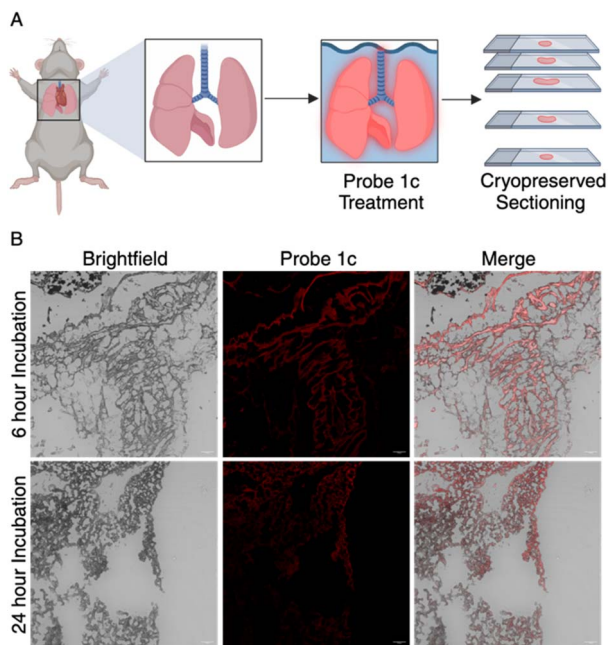 A
Probe 1c
Treatment
Cryopreserved
Sectioning
B
Brightfield
Probe 1c
Merge
6 hour Incubation
24 hour Incubation